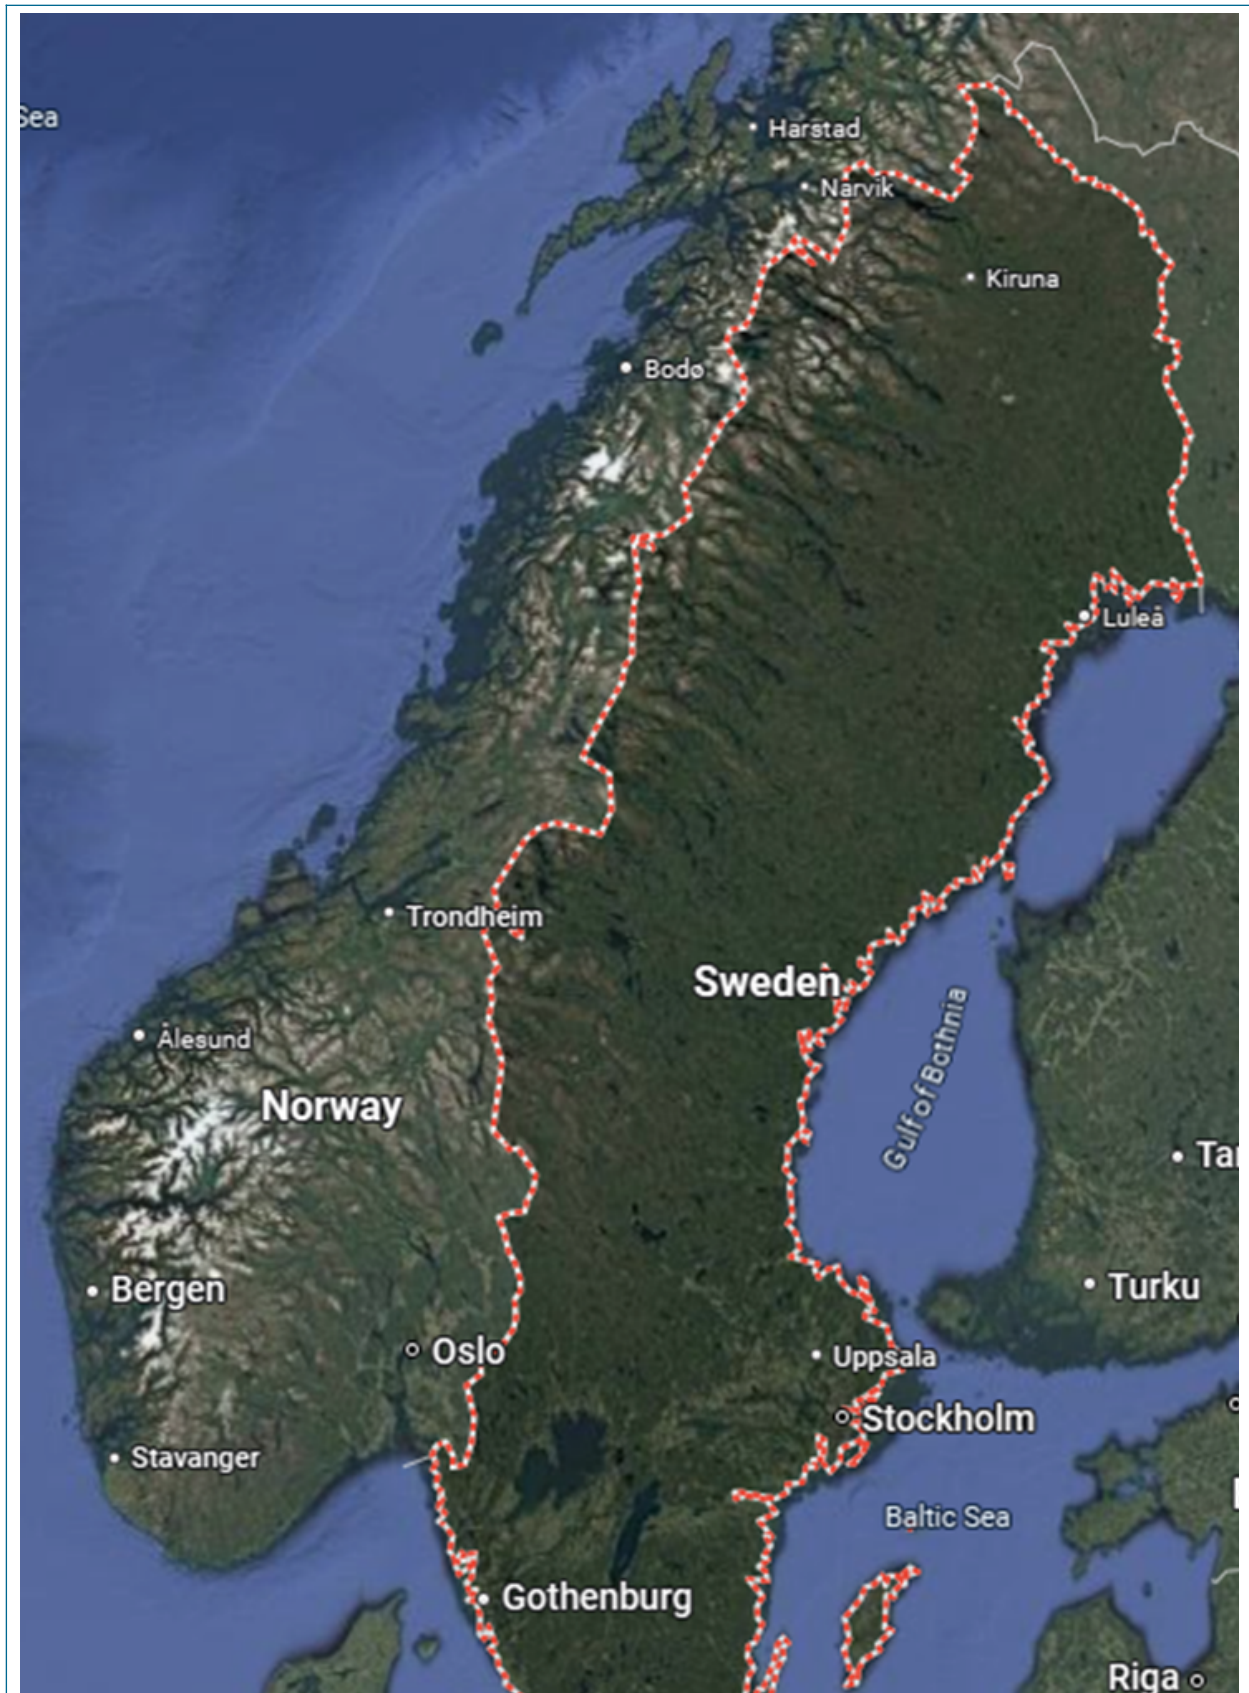 Sea
Harstad
Narvik
Kiruna
Bodø
Luleå
Trondheim
Sweden
Gulf of Bothnia
Ålesund
Norway
Tar
Bergen
Turku
Oslo
Uppsala
Stockholm
Stavanger
Baltic Sea
Gothenburg
Riga